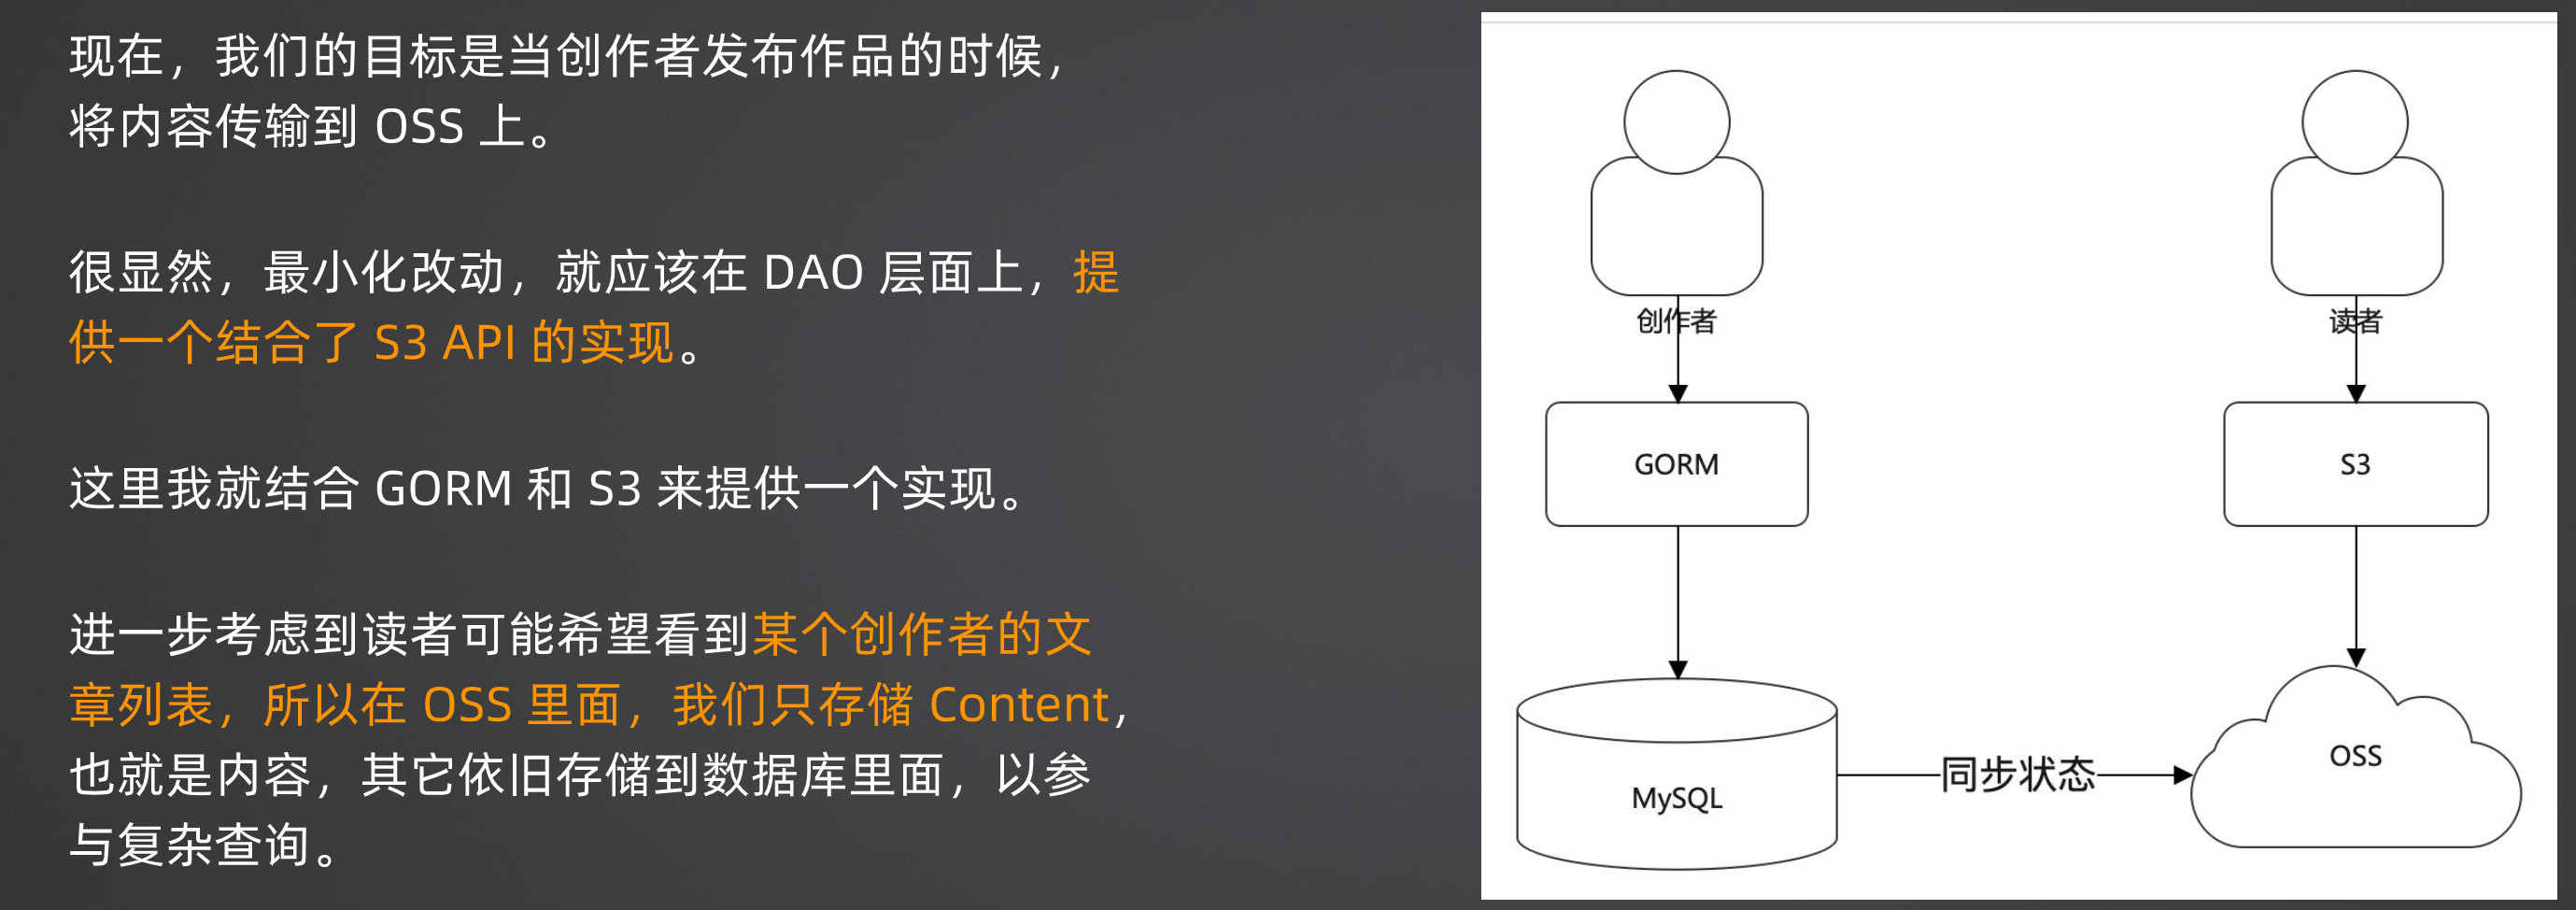 现在，我们的目标是当创作者发布作品的时候，
将内容传输到 OSS 上。
很显然，最小化改动，就应该在 DAO 层面上，提
供一个结合了 S3 API 的实现。
这里我就结合 GORM 和 S3 来提供一个实现。
进一步考虑到读者可能希望看到某个创作者的文
章列表，所以在 OSS 里面，我们只存储 Content，
也就是内容，其它依旧存储到数据库里面，以参
与复杂查询。
创作者
读者
GORM
S3
MySQL
同步状态
OSS